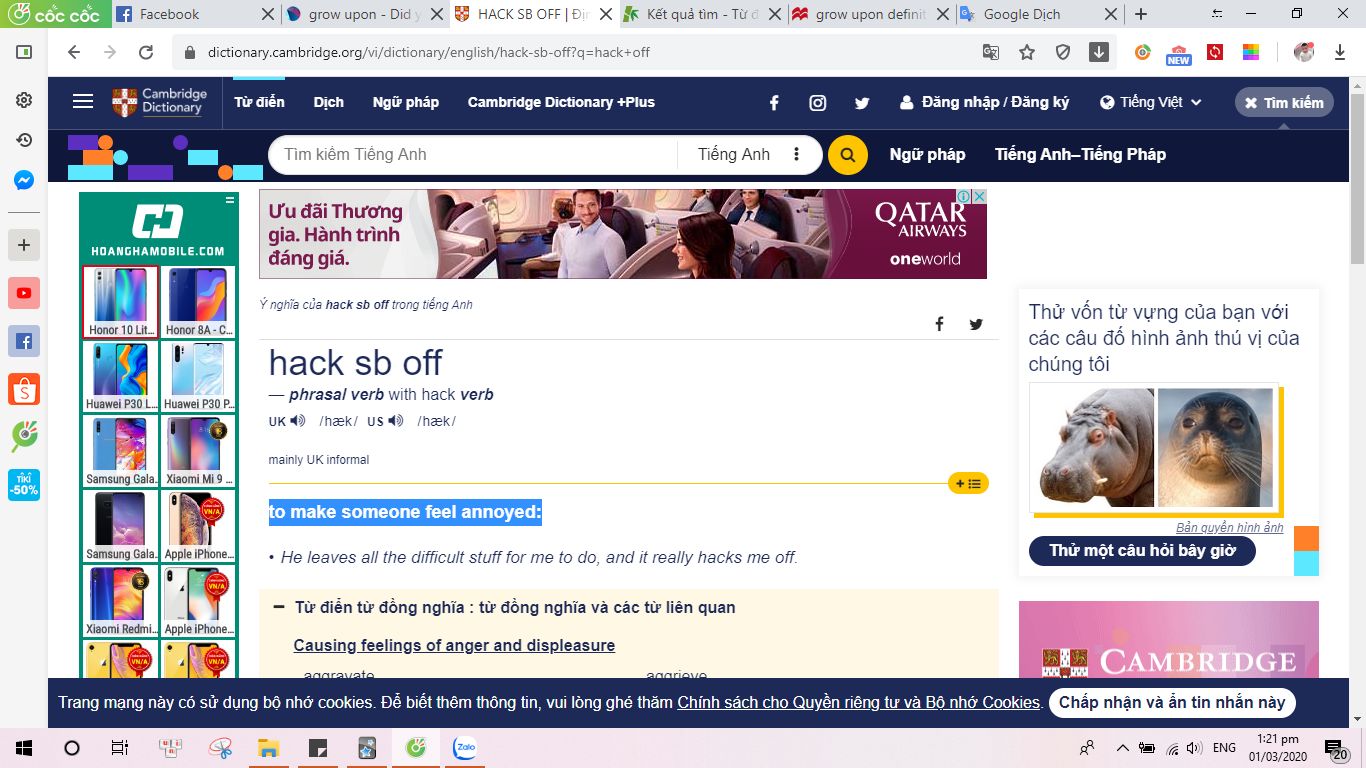 cốc cốc
Facebook
grow upon - Did y
HACK SB OFF | Địn
Kết quả tìm - Từ đ
grow upon definit
Google Dịch
dictionary.cambridge.org/vi/dictionary/english/hack-sb-off?q=hack+off
NEW
Cambridge
Dictionary
Từ điển
Dịch
Ngữ pháp
Cambridge Dictionary +Plus
Đăng nhập / Đăng ký
Tiếng Việt
Tìm kiếm
Tìm kiếm Tiếng Anh
Tiếng Anh
Ngữ pháp
Tiếng Anh–Tiếng Pháp
HOANGHAMOBILE.COM
Honor 10 Lit...
Honor 8A - C...
Huawei P30 L...
Huawei P30 P...
Samsung Gala...
Xiaomi Mi 9 ...
Samsung Gala...
Apple iPhone...
Xiaomi Redmi...
Apple iPhone...
VN/A
VN/A
VN/A
VN/A
TIKI
-50%
Ưu đãi Thương
gia. Hành trình
đáng giá.
QATAR
AIRWAYS
oneworld
Ý nghĩa của hack sb off trong tiếng Anh
hack sb off
— phrasal verb with hack verb
UK /hæk/ US /hæk/
mainly UK informal
to make someone feel annoyed:
• He leaves all the difficult stuff for me to do, and it really hacks me off.
Từ điển từ đồng nghĩa : từ đồng nghĩa và các từ liên quan
Causing feelings of anger and displeasure
aggravate
aggrieve
Thử vốn từ vựng của bạn với
các câu đố hình ảnh thú vị của
chúng tôi
Bản quyền hình ảnh
Thử một câu hỏi bây giờ
CAMBRIDGE
Trang mạng này có sử dụng bộ nhớ cookies. Để biết thêm thông tin, vui lòng ghé thăm Chính sách cho Quyền riêng tư và Bộ nhớ Cookies.
Chấp nhận và ẩn tin nhắn này
Zalo
ENG
1:21 pm
01/03/2020
20